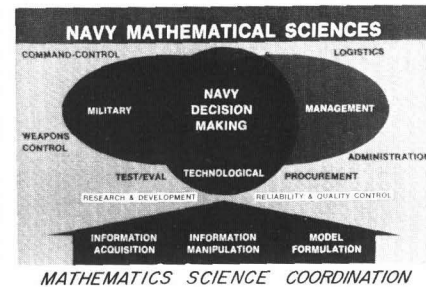 NAVY MATHEMATICAL SCIENCES
COMMAND-CONTROL
LOGISTICS
NAVY
DECISION
MAKING
MILITARY
MANAGEMENT
WEAPONS
CONTROL
ADMINISTRATION
TEST/EVAL
TECHNOLOGICAL
PROCUREMENT
RESEARCH & DEVELOPMENT
RELIABILITY & QUALITY CONTROL
INFORMATION
ACQUISITION
INFORMATION
MANIPULATION
MODEL
FORMULATION
MATHEMATICS SCIENCE COORDINATION